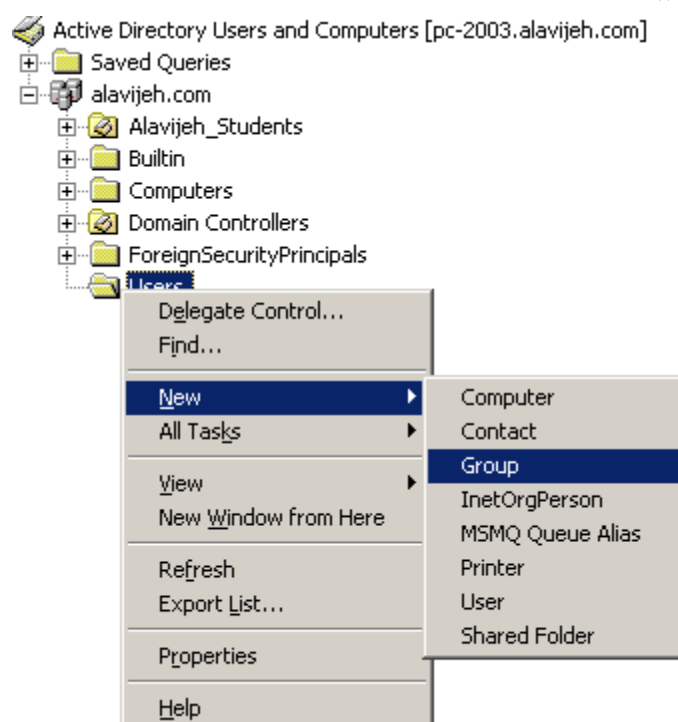 Active Directory Users and Computers [pc-2003.alavijeh.com]
Saved Queries
alavijeh.com
Alavijeh_Students
Builtin
Computers
Domain Controllers
ForeignSecurityPrincipals
Users
Delegate Control...
Find...
New
All Tasks
View
New Window from Here
Refresh
Export List...
Properties
Help
Computer
Contact
Group
InetOrgPerson
MSMQ Queue Alias
Printer
User
Shared Folder